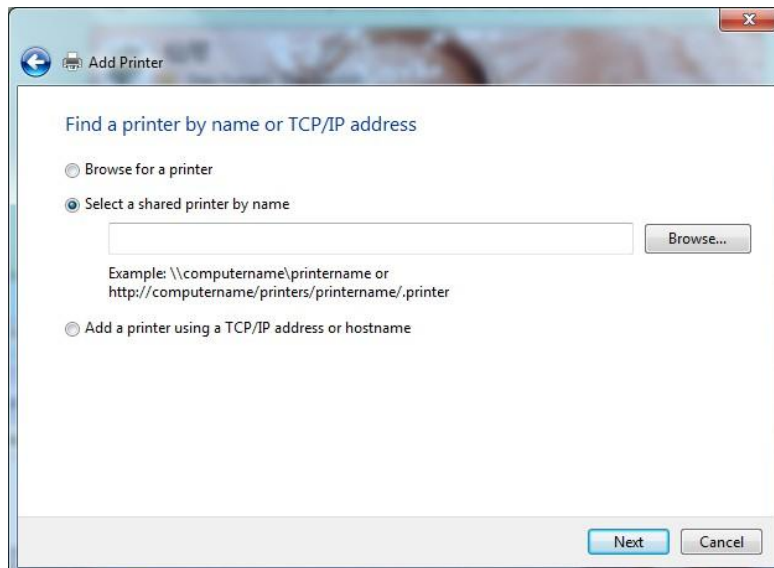 Add Printer
Find a printer by name or TCP/IP address
Browse for a printer
Select a shared printer by name
Browse...
Example: \\computername\printername or
http://computername/printers/printername/.printer
Add a printer using a TCP/IP address or hostname
Next
Cancel